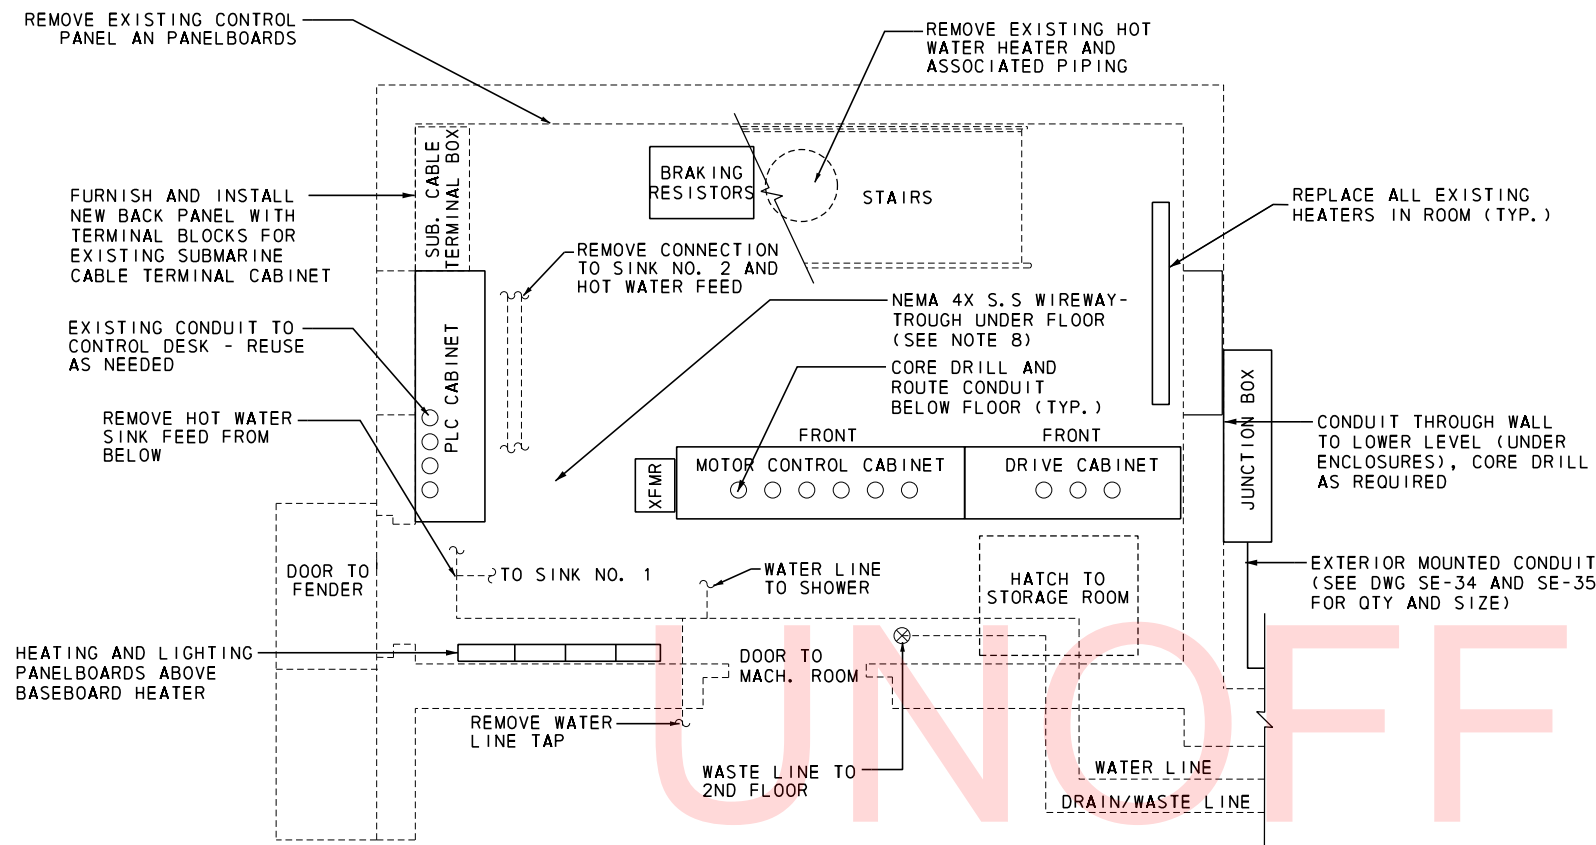 REMOVE EXISTING CONTROL
PANEL AN PANELBOARDS
REMOVE EXISTING HOT
WATER HEATER AND
ASSOCIATED PIPING
SUB. CABLE
TERMINAL BOX
BRAKING
RESISTORS
STAIRS
FURNISH AND INSTALL
NEW BACK PANEL WITH
TERMINAL BLOCKS FOR
EXISTING SUBMARINE
CABLE TERMINAL CABINET
REPLACE ALL EXISTING
HEATERS IN ROOM (TYP.)
REMOVE CONNECTION
TO SINK NO. 2 AND
HOT WATER FEED
NEMA 4X S.S WIREWAY-
TROUGH UNDER FLOOR
(SEE NOTE 8)
EXISTING CONDUIT TO
CONTROL DESK - REUSE
AS NEEDED
PLC CABINET
CORE DRILL AND
ROUTE CONDUIT
BELOW FLOOR (TYP.)
REMOVE HOT WATER
SINK FEED FROM
BELOW
FRONT
FRONT
XFMR
MOTOR CONTROL CABINET
DRIVE CABINET
JUNCTION BOX
CONDUIT THROUGH WALL
TO LOWER LEVEL (UNDER
ENCLOSURES), CORE DRILL
AS REQUIRED
DOOR TO
FENDER
TO SINK NO. 1
WATER LINE
TO SHOWER
HATCH TO
STORAGE ROOM
EXTERIOR MOUNTED CONDUIT
(SEE DWG SE-34 AND SE-35
FOR QTY AND SIZE)
HEATING AND LIGHTING
PANELBOARDS ABOVE
BASEBOARD HEATER
DOOR TO
MACH. ROOM
REMOVE WATER
LINE TAP
WASTE LINE TO
2ND FLOOR
WATER LINE
DRAIN/WASTE LINE
UNOFF